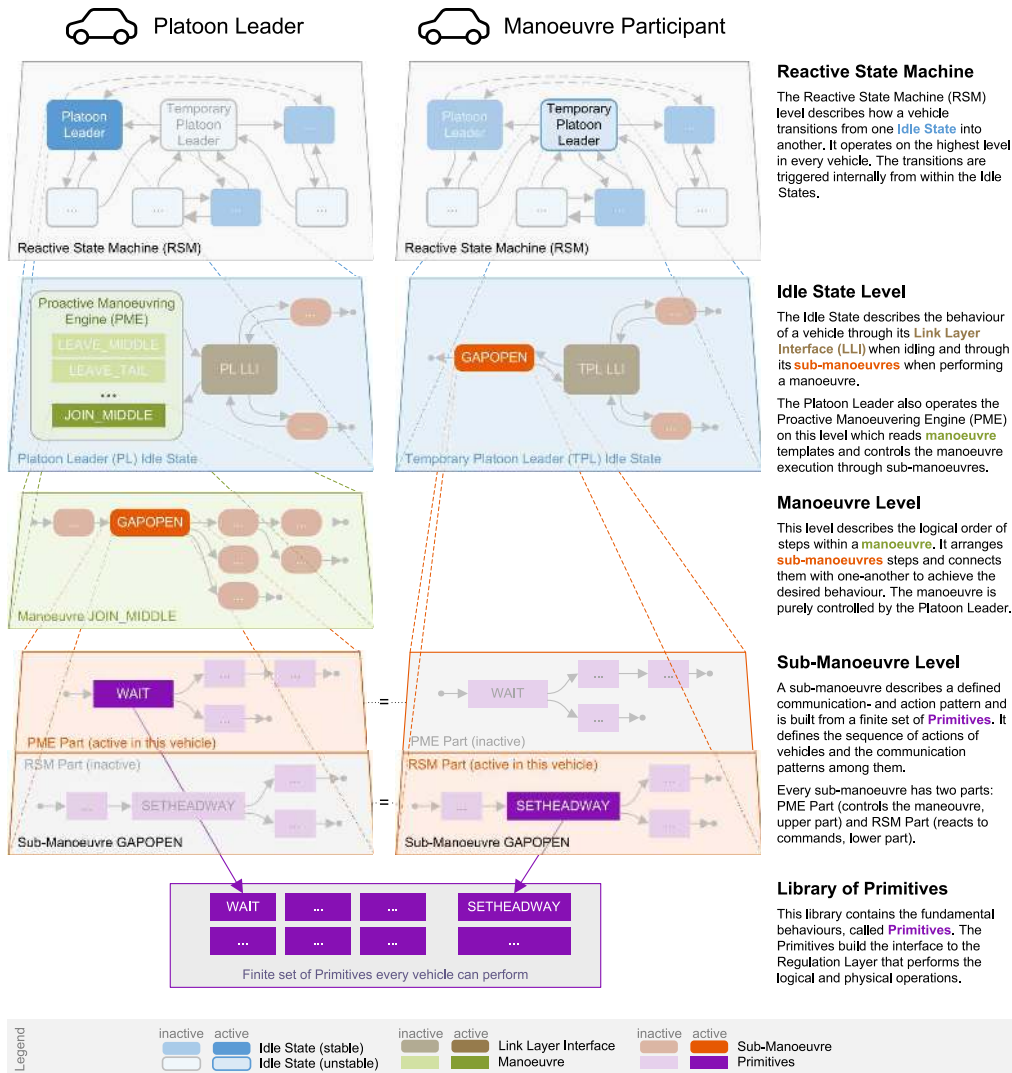 Platoon Leader
Manoeuvre Participant
Platoon
Leader
Temporary
Platoon
Leader
...
...
...
...
...
Reactive State Machine (RSM)
Platoon
Leader
Temporary
Platoon
Leader
...
...
...
...
...
Reactive State Machine (RSM)
Reactive State Machine
The Reactive State Machine (RSM)
level describes how a vehicle
transitions from one Idle State into
another. It operates on the highest level
in every vehicle. The transitions are
triggered internally from within the Idle
States.
Proactive Manoeuvring
Engine (PME)
LEAVE_MIDDLE
LEAVE_TAIL
...
JOIN_MIDDLE
PL LLI
...
...
Platoon Leader (PL) Idle State
GAPOPEN
TPL LLI
...
...
Temporary Platoon Leader (TPL) Idle State
Idle State Level
The Idle State describes the behaviour
of a vehicle through its Link Layer
Interface (LLI) when idling and through
its sub-manoeuvres when performing
a manoeuvre.
The Platoon Leader also operates the
Proactive Manoeuvering Engine (PME)
on this level which reads manoeuvre
templates and controls the manoeuvre
execution through sub-manoeuvres.
...
GAPOPEN
...
...
...
...
...
Manoeuvre JOIN_MIDDLE
Manoeuvre Level
This level describes the logical order of
steps within a manoeuvre. It arranges
sub-manoeuvres steps and connects
them with one-another to achieve the
desired behaviour. The manoeuvre is
purely controlled by the Platoon Leader.
WAIT
...
...
...
PME Part (active in this vehicle)
RSM Part (inactive)
...
SETHEADWAY
...
...
Sub-Manoeuvre GAPOPEN
=
=
WAIT
...
...
...
PME Part (inactive)
RSM Part (active in this vehicle)
...
SETHEADWAY
...
...
Sub-Manoeuvre GAPOPEN
Sub-Manoeuvre Level
A sub-manoeuvre describes a defined
communication- and action pattern and
is built from a finite set of Primitives. It
defines the sequence of actions of
vehicles and the communication
patterns among them.
Every sub-manoeuvre has two parts:
PME Part (controls the maneouvre,
upper part) and RSM Part (reacts to
commands, lower part).
WAIT
...
...
SETHEADWAY
...
...
...
...
Finite set of Primitives every vehicle can perform
Library of Primitives
This library contains the fundamental
behaviours, called Primitives. The
Primitives build the interface to the
Regulation Layer that performs the
logical and physical operations.
Legend
inactive active
Idle State (stable)
Idle State (unstable)
inactive active
Link Layer Interface
Manoeuvre
inactive active
Sub-Manoeuvre
Primitives